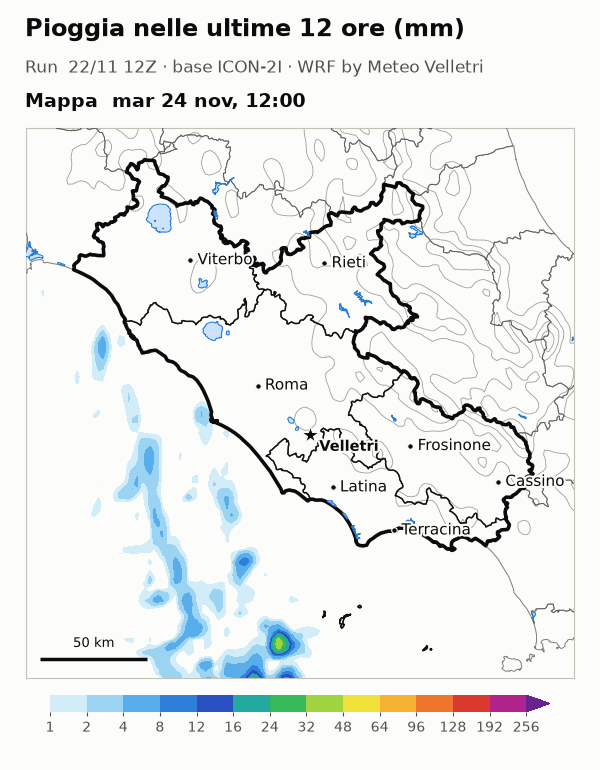 Pioggia nelle ultime 12 ore (mm)
Run  22/11 12Z · base ICON-2I · WRF by Meteo Velletri
Mappa  mar 24 nov, 12:00
Viterbo
Rieti
Roma
Velletri
Frosinone
Cassino
Latina
Terracina
50 km
1 2 4 8 12 16 24 32 48 64 96 128 192 256